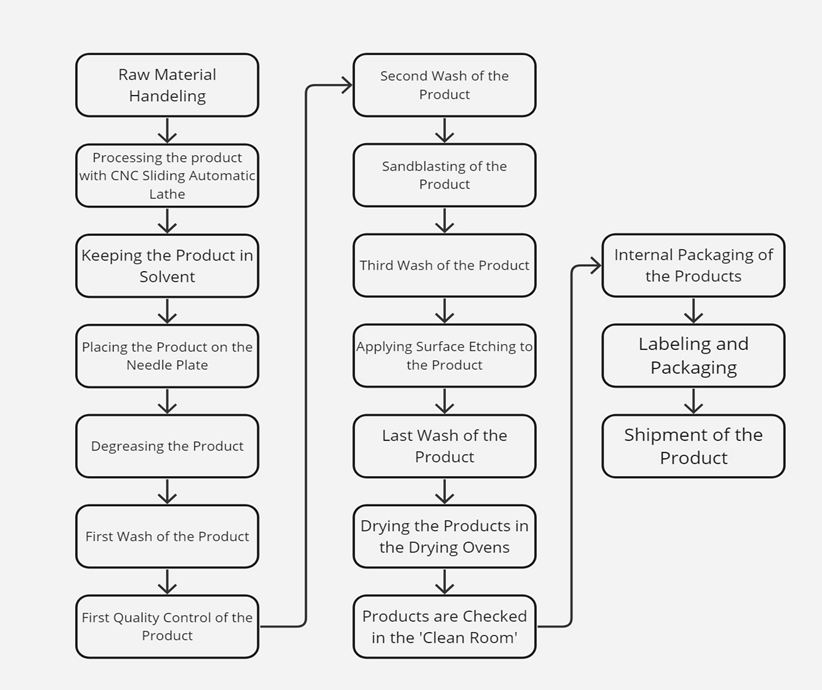 Raw Material
Handeling
Processing the product
with CNC Sliding Automatic
Lathe
Keeping the Product in
Solvent
Placing the Product on the
Needle Plate
Degreasing the Product
First Wash of the Product
First Quality Control of the
Product
Second Wash of the
Product
Sandblasting of the
Product
Third Wash of the Product
Applying Surface Etching to
the Product
Last Wash of the
Product
Drying the Products in
the Drying Ovens
Products are Checked
in the 'Clean Room'
Internal Packaging of
the Products
Labeling and
Packaging
Shipment of the
Product